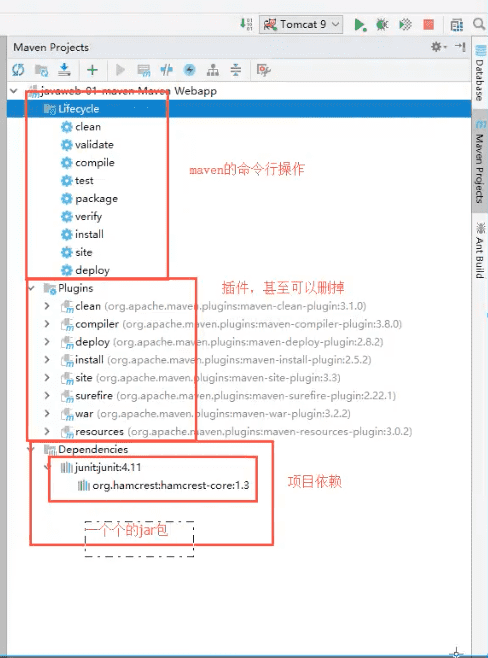 Tomcat 9
Maven Projects
javaweb-01-maven Maven Webapp
Lifecycle
clean
validate
compile
test
package
verify
install
site
deploy
maven的命令行操作
Plugins
插件，甚至可以删掉
clean (org.apache.maven.plugins:maven-clean-plugin:3.1.0)
compiler (org.apache.maven.plugins:maven-compiler-plugin:3.8.0)
deploy (org.apache.maven.plugins:maven-deploy-plugin:2.8.2)
install (org.apache.maven.plugins:maven-install-plugin:2.5.2)
site (org.apache.maven.plugins:maven-site-plugin:3.3)
surefire (org.apache.maven.plugins:maven-surefire-plugin:2.22.1)
war (org.apache.maven.plugins:maven-war-plugin:3.2.2)
resources (org.apache.maven.plugins:maven-resources-plugin:3.0.2)
Dependencies
junit:junit:4.11
org.hamcrest:hamcrest-core:1.3
项目依赖
一个个的jar包
Database
Maven Projects
Ant Build